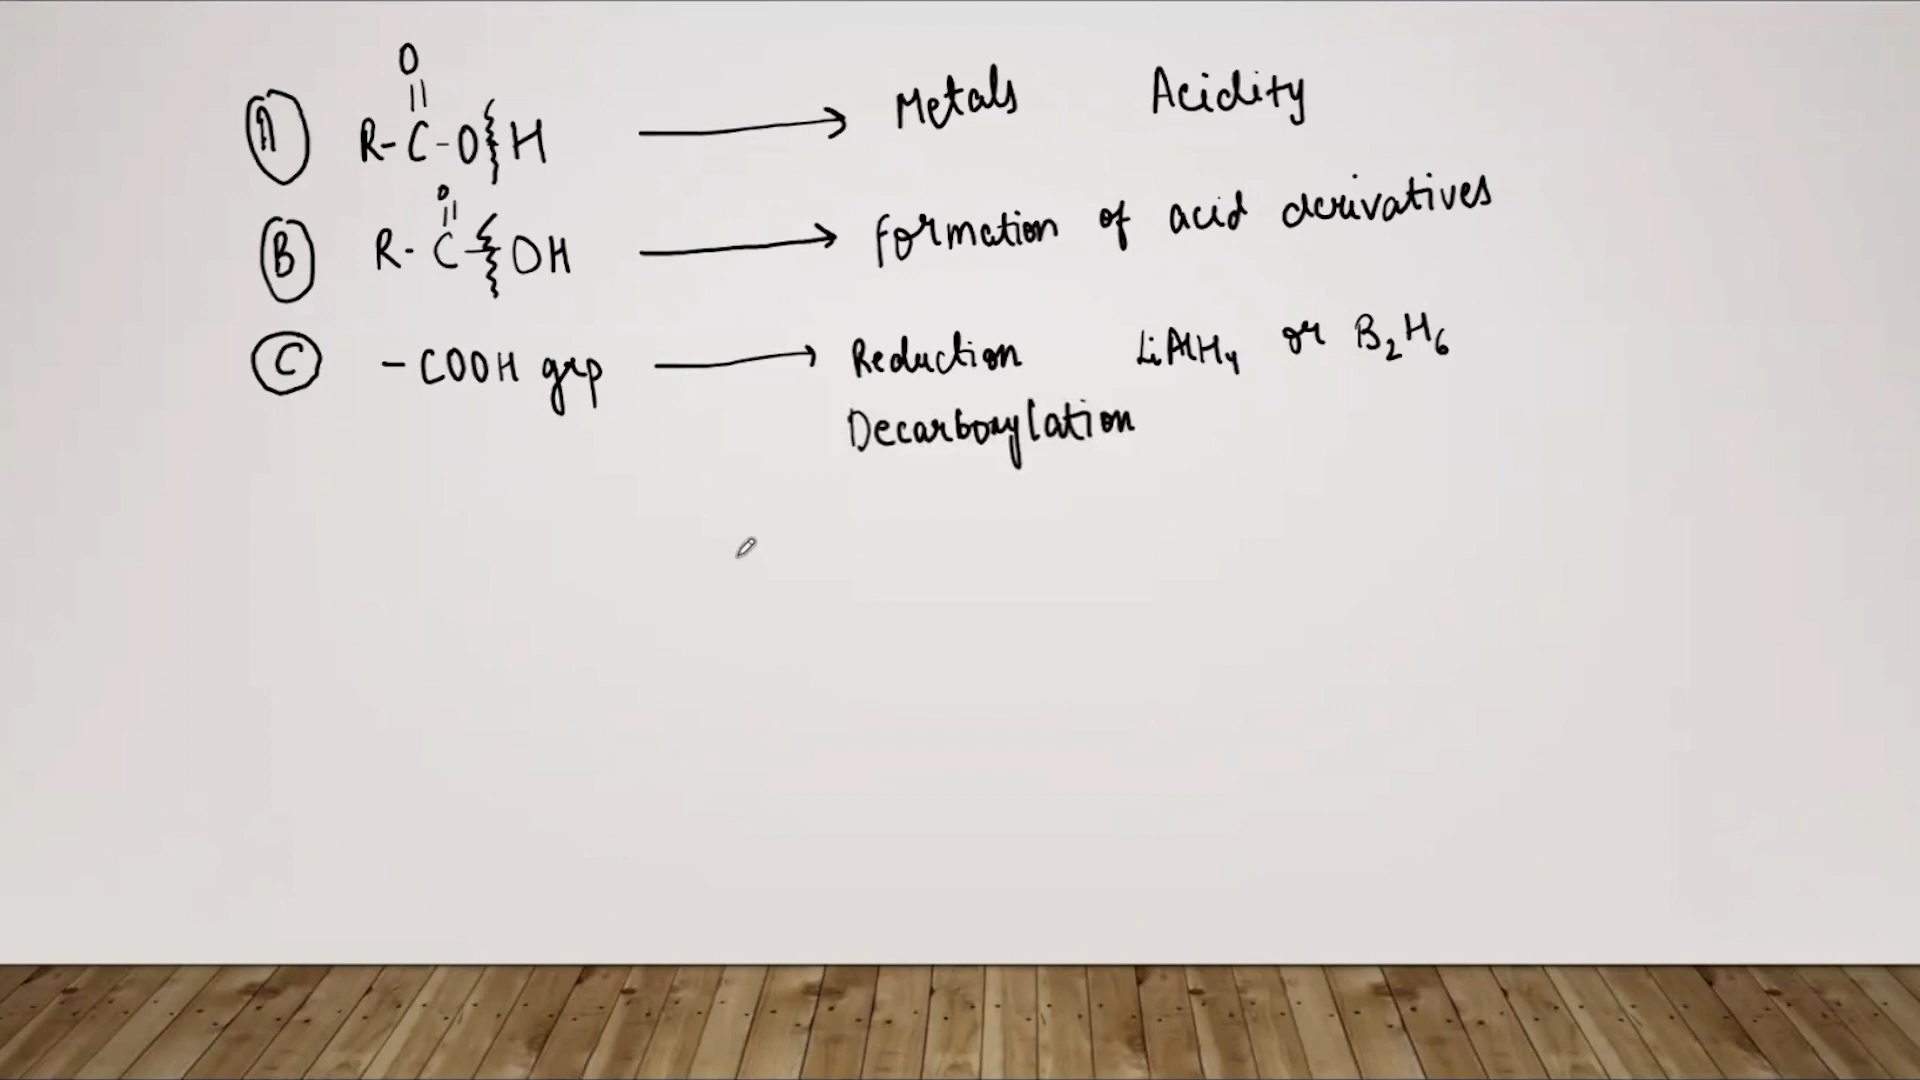 O
||
(A) R-C-O}H → Metals Acidity
O
||
(B) R-C-}OH → Formation of acid derivatives
(C) -COOH grp → Reduction LiAlH4 or B2H6
Decarboxylation